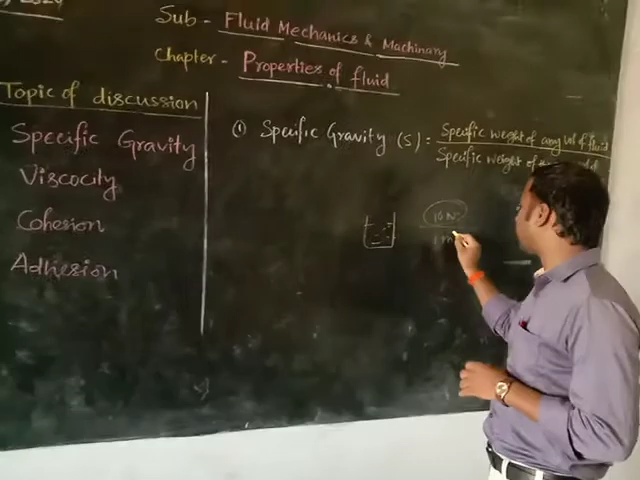 Sub - Fluid Mechanics & Machinary
Chapter - Properties of fluid
Topic of discussion
Specific Gravity
Viscocity
Cohesion
Adhesion
① Specific Gravity (S) = Specific weight of any vol of fluid
Specific weight of
10 N